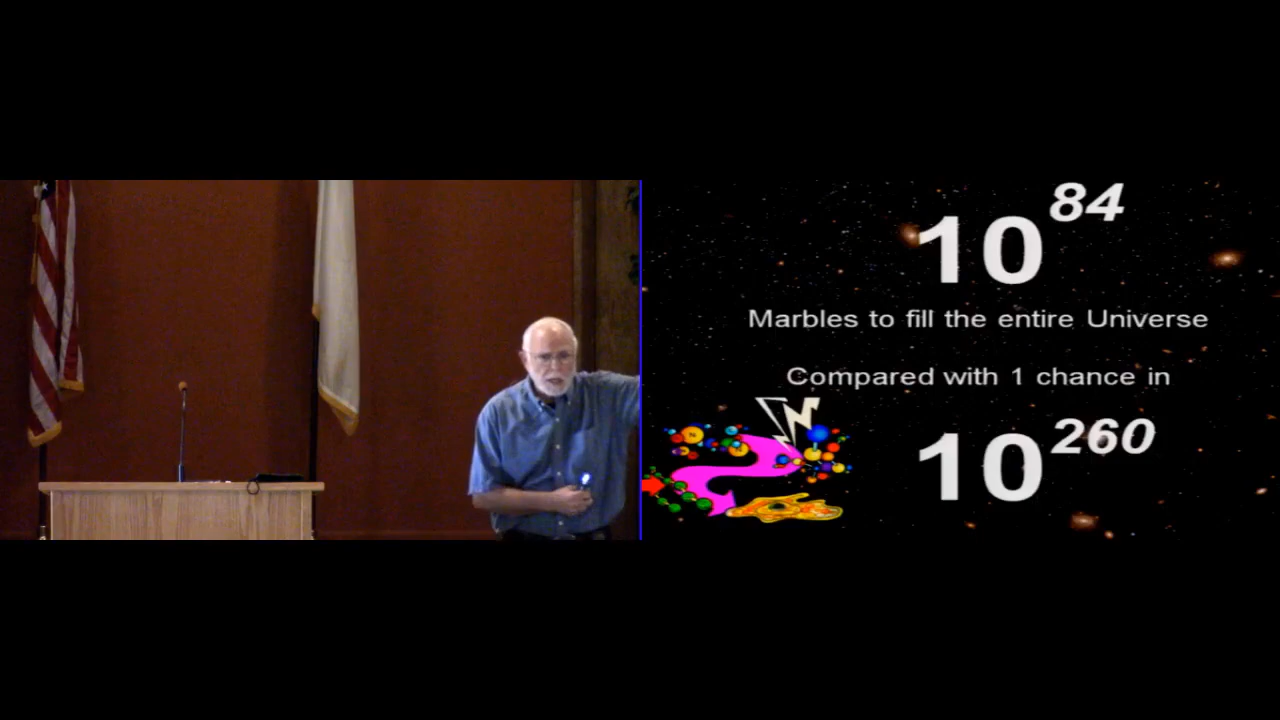 10^84
Marbles to fill the entire Universe
Compared with 1 chance in
10^260